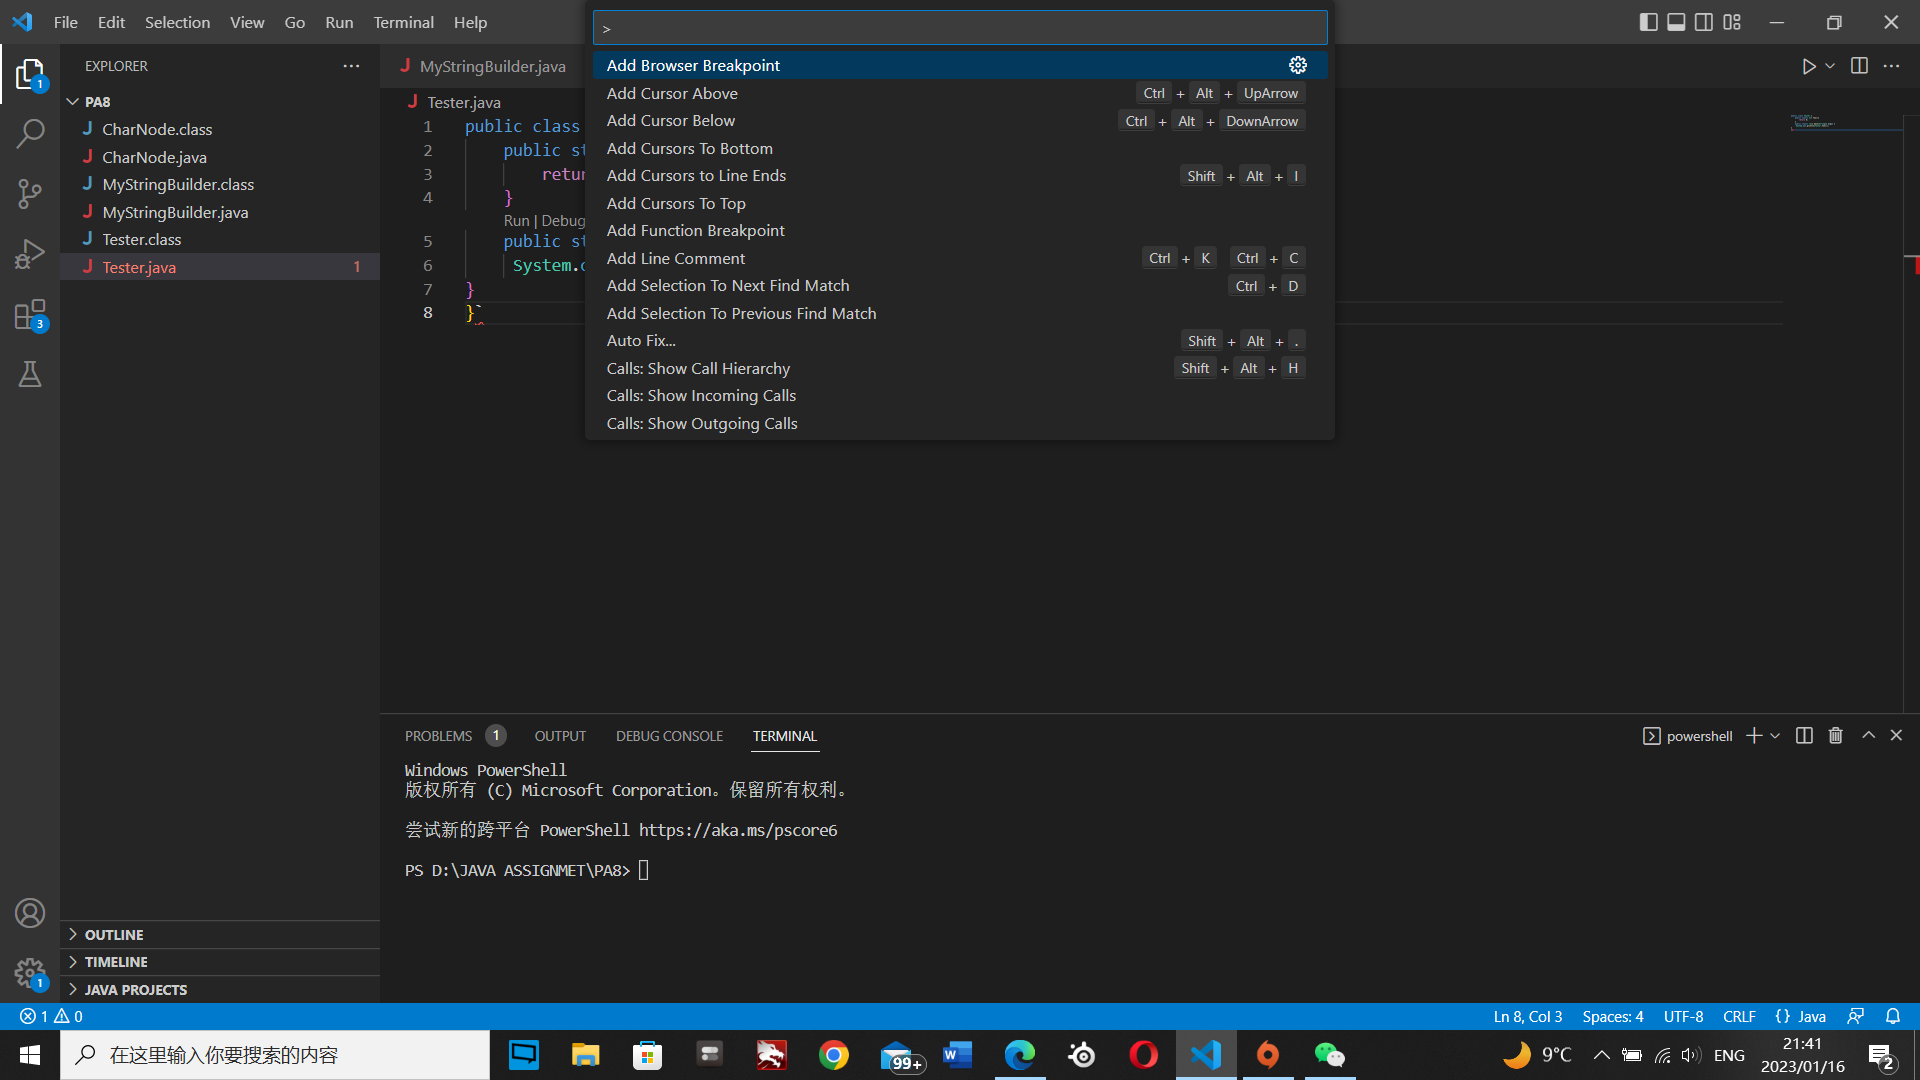 File Edit Selection View Go Run Terminal Help
>
Add Browser Breakpoint
Add Cursor Above Ctrl + Alt + UpArrow
Add Cursor Below Ctrl + Alt + DownArrow
Add Cursors To Bottom
Add Cursors to Line Ends Shift + Alt + I
Add Cursors To Top
Add Function Breakpoint
Add Line Comment Ctrl + K Ctrl + C
Add Selection To Next Find Match Ctrl + D
Add Selection To Previous Find Match
Auto Fix... Shift + Alt + .
Calls: Show Call Hierarchy Shift + Alt + H
Calls: Show Incoming Calls
Calls: Show Outgoing Calls
1
3
1
EXPLORER
PA8
J CharNode.class
J CharNode.java
J MyStringBuilder.class
J MyStringBuilder.java
J Tester.class
J Tester.java 1
OUTLINE
TIMELINE
JAVA PROJECTS
J MyStringBuilder.java
J Tester.java
1 public class
2 public st
3 retur
4 }
Run | Debug
5 public st
6 System.o
7 }
8 }`
PROBLEMS 1 OUTPUT DEBUG CONSOLE TERMINAL powershell
Windows PowerShell
版权所有 (C) Microsoft Corporation。保留所有权利。
尝试新的跨平台 PowerShell https://aka.ms/pscore6
PS D:\JAVA ASSIGNMET\PA8>
1 0 Ln 8, Col 3 Spaces: 4 UTF-8 CRLF {} Java
在这里输入你要搜索的内容
99+
W
9°C
ENG
21:41
2023/01/16
2